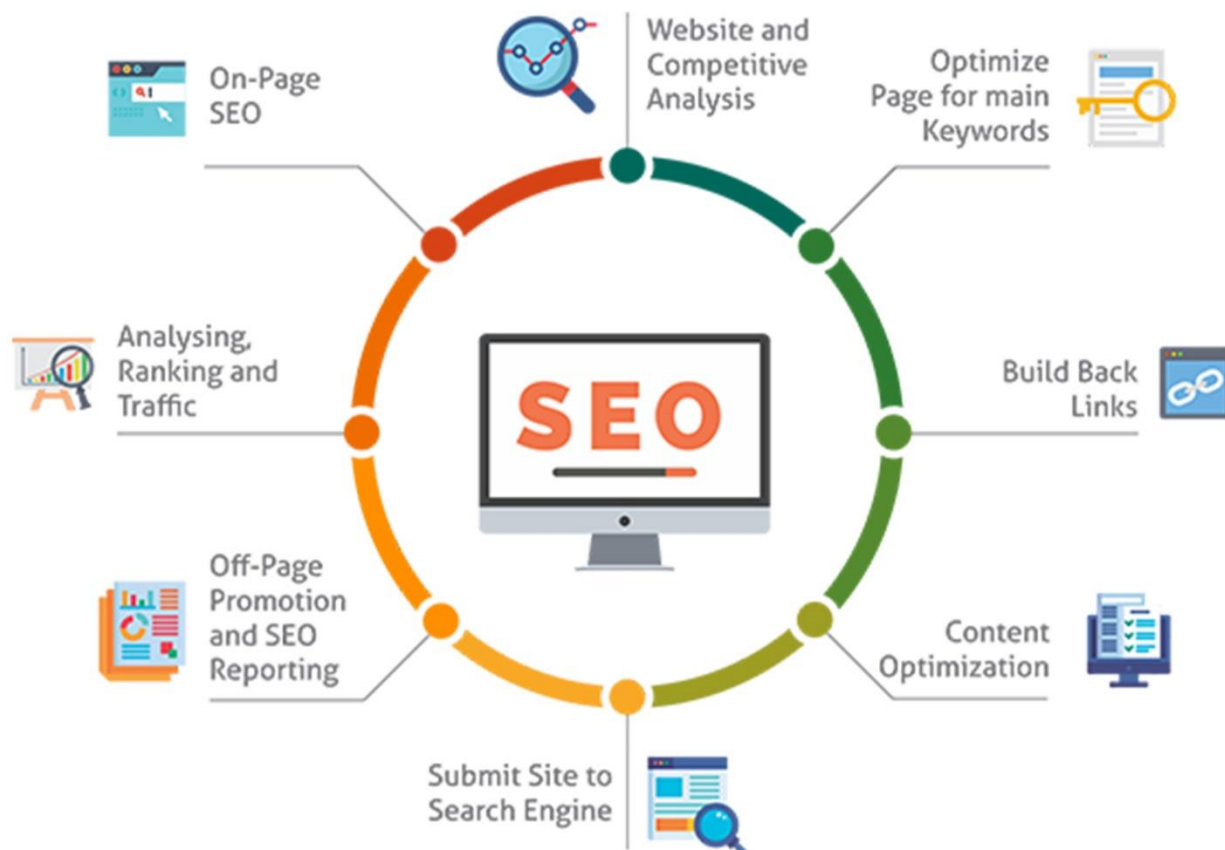 Website and
Competitive
Analysis
Optimize
Page for main
Keywords
Build Back
Links
Content
Optimization
Submit Site to
Search Engine
Off-Page
Promotion
and SEO
Reporting
Analysing,
Ranking and
Traffic
On-Page
SEO
SEO